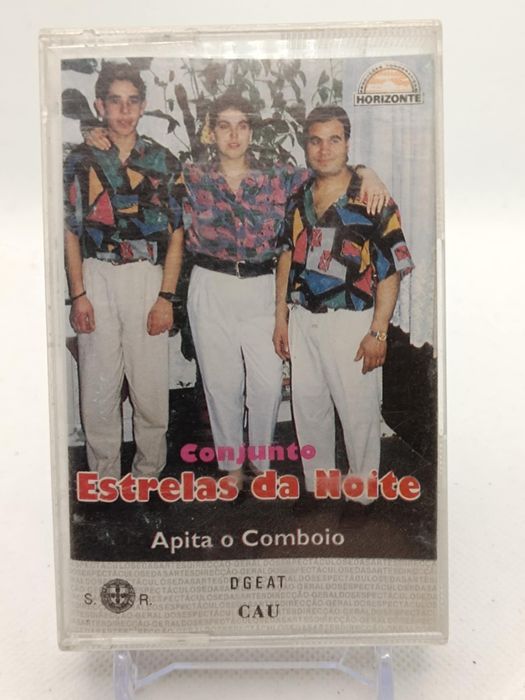 HORIZONTE
Conjunto
Estrelas da Noite
Apita o Comboio
DGEAT
S. R.
CAU